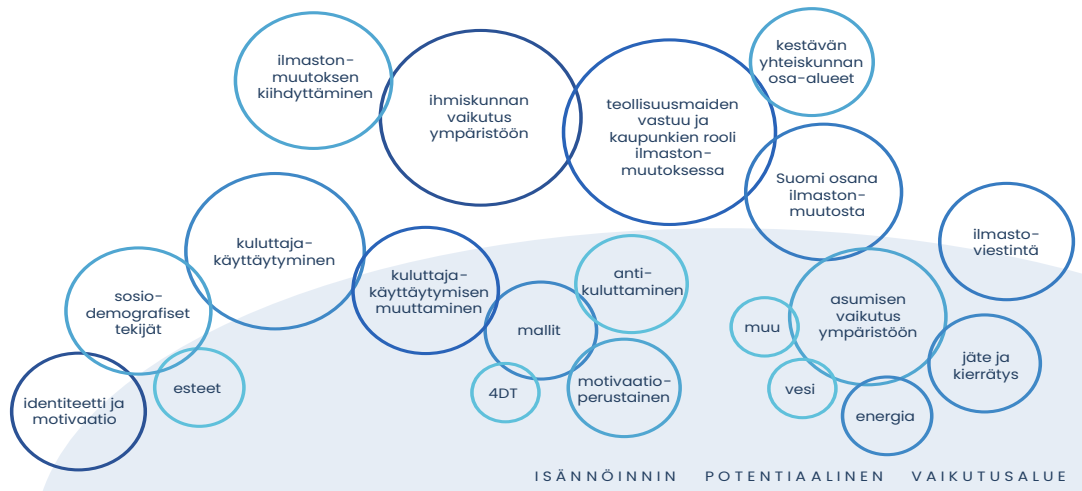 ilmaston-
muutoksen
kiihdyttäminen
ihmiskunnan
vaikutus
ympäristöön
teollisuusmaiden
vastuu ja
kaupunkien rooli
ilmaston-
muutoksessa
kestävän
yhteiskunnan
osa-alueet
Suomi osana
ilmaston-
muutosta
ilmasto-
viestintä
kuluttaja-
käyttäytyminen
kuluttaja-
käyttäytymisen
muuttaminen
anti-
kuluttaminen
sosio-
demografiset
tekijät
mallit
muu
asumisen
vaikutus
ympäristöön
jäte ja
kierrätys
identiteetti ja
motivaatio
esteet
4DT
motivaatio-
perustainen
vesi
energia
ISÄNNÖINNIN POTENTIAALINEN VAIKUTUSALUE